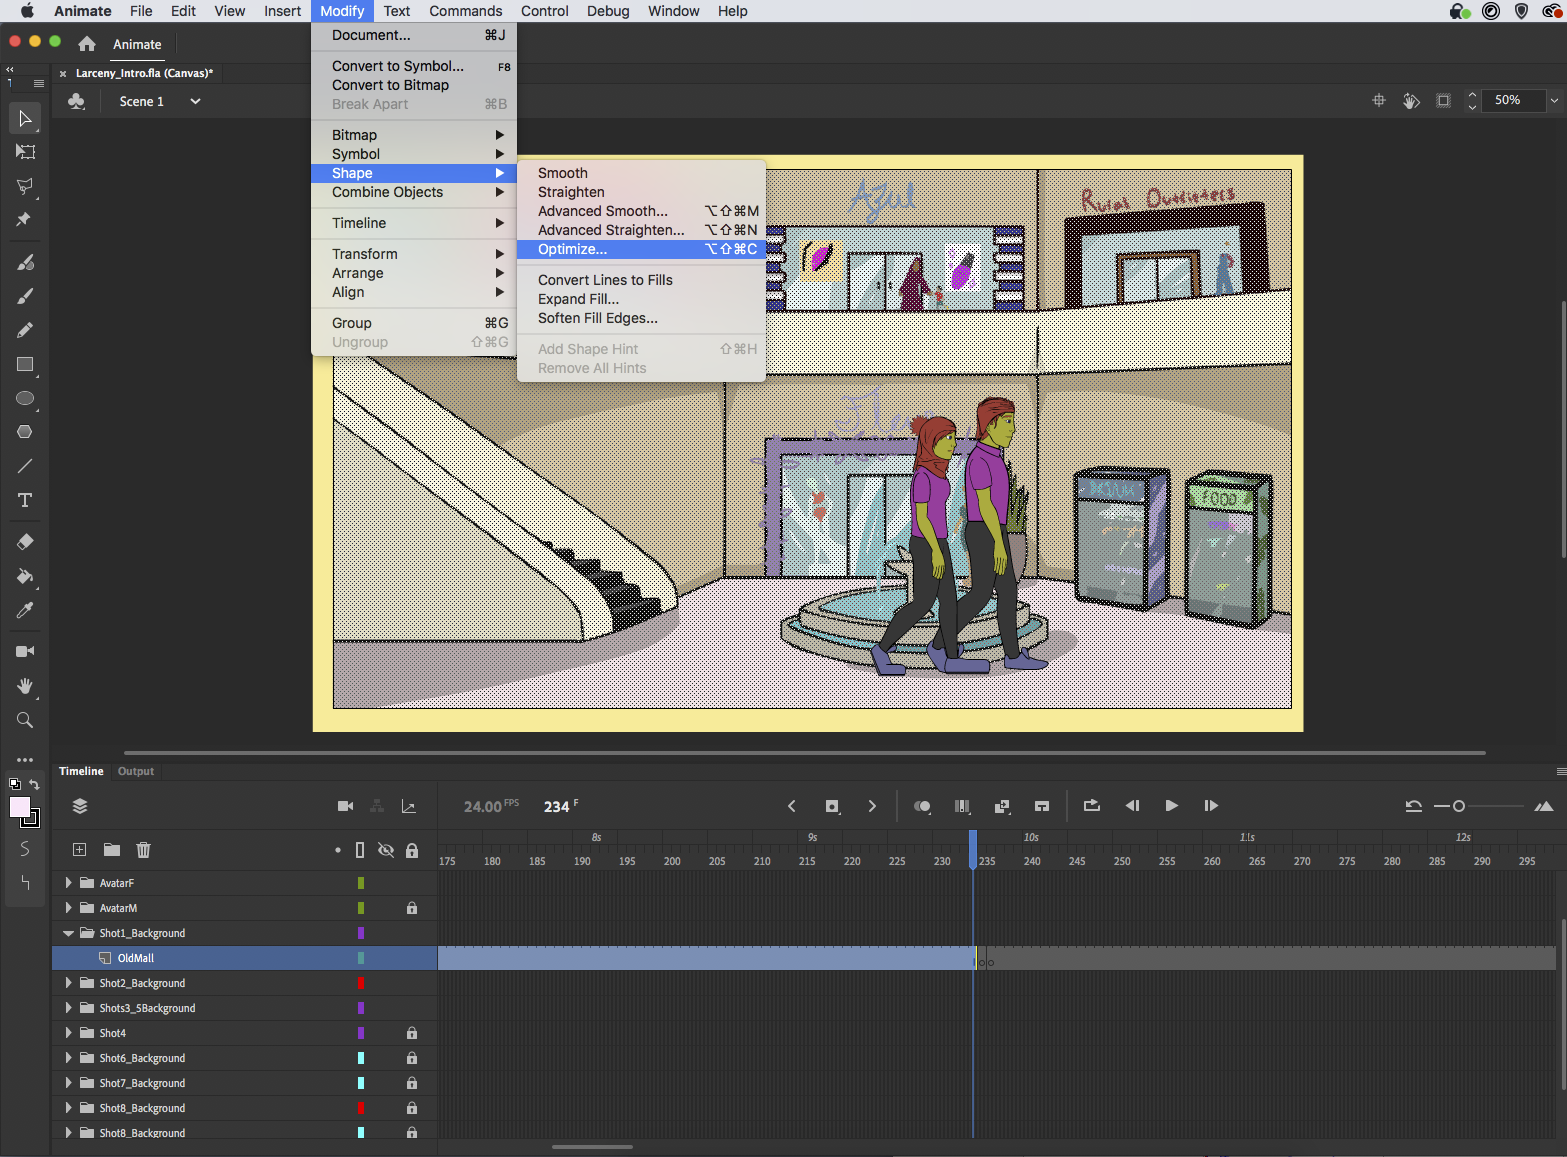 Animate File Edit View Insert Modify Text Commands Control Debug Window Help
Animate
Larceny_Intro.fla (Canvas)*
Scene 1
50%
Document... ⌘J
Convert to Symbol... F8
Convert to Bitmap
Break Apart ⌘B
Bitmap
Symbol
Shape
Combine Objects
Timeline
Transform
Arrange
Align
Group ⌘G
Ungroup ⇧⌘G
Smooth
Straighten
Advanced Smooth... ⌥⇧⌘M
Advanced Straighten... ⌥⇧⌘N
Optimize... ⌥⇧⌘C
Convert Lines to Fills
Expand Fill...
Soften Fill Edges...
Add Shape Hint ⇧⌘H
Remove All Hints
Azul
Rural Outfitters
FOOD
Timeline Output
24.00 FPS 234 F
8s 9s 10s 11s 12s
175 180 185 190 195 200 205 210 215 220 225 230 235 240 245 250 255 260 265 270 275 280 285 290 295
AvatarF
AvatarM
Shot1_Background
OldMall
Shot2_Background
Shots3_5Background
Shot4
Shot6_Background
Shot7_Background
Shot8_Background
Shot8_Background